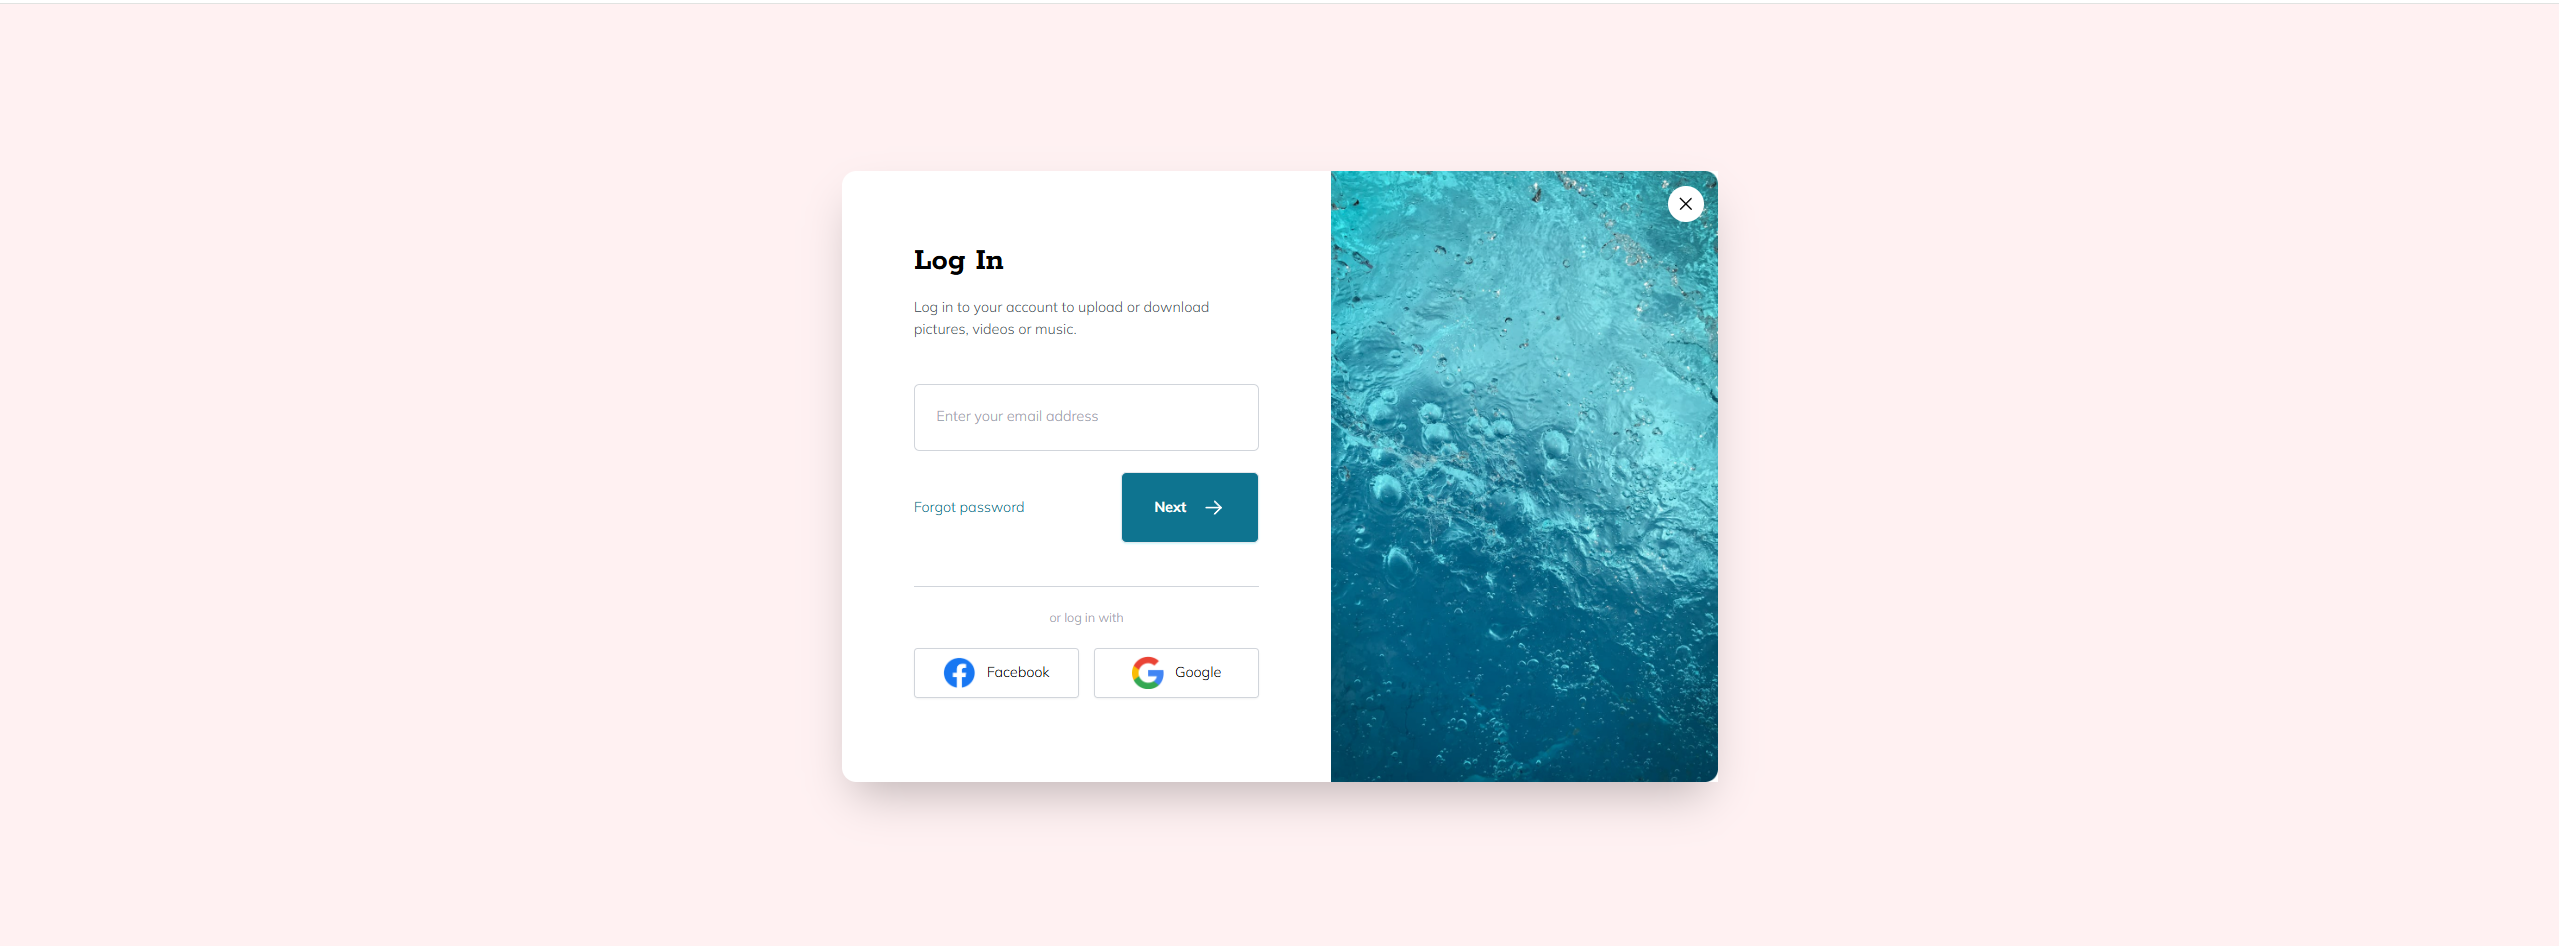 Log In
Log in to your account to upload or download
pictures, videos or music.
Enter your email address
Forgot password
Next
or log in with
Facebook
Google